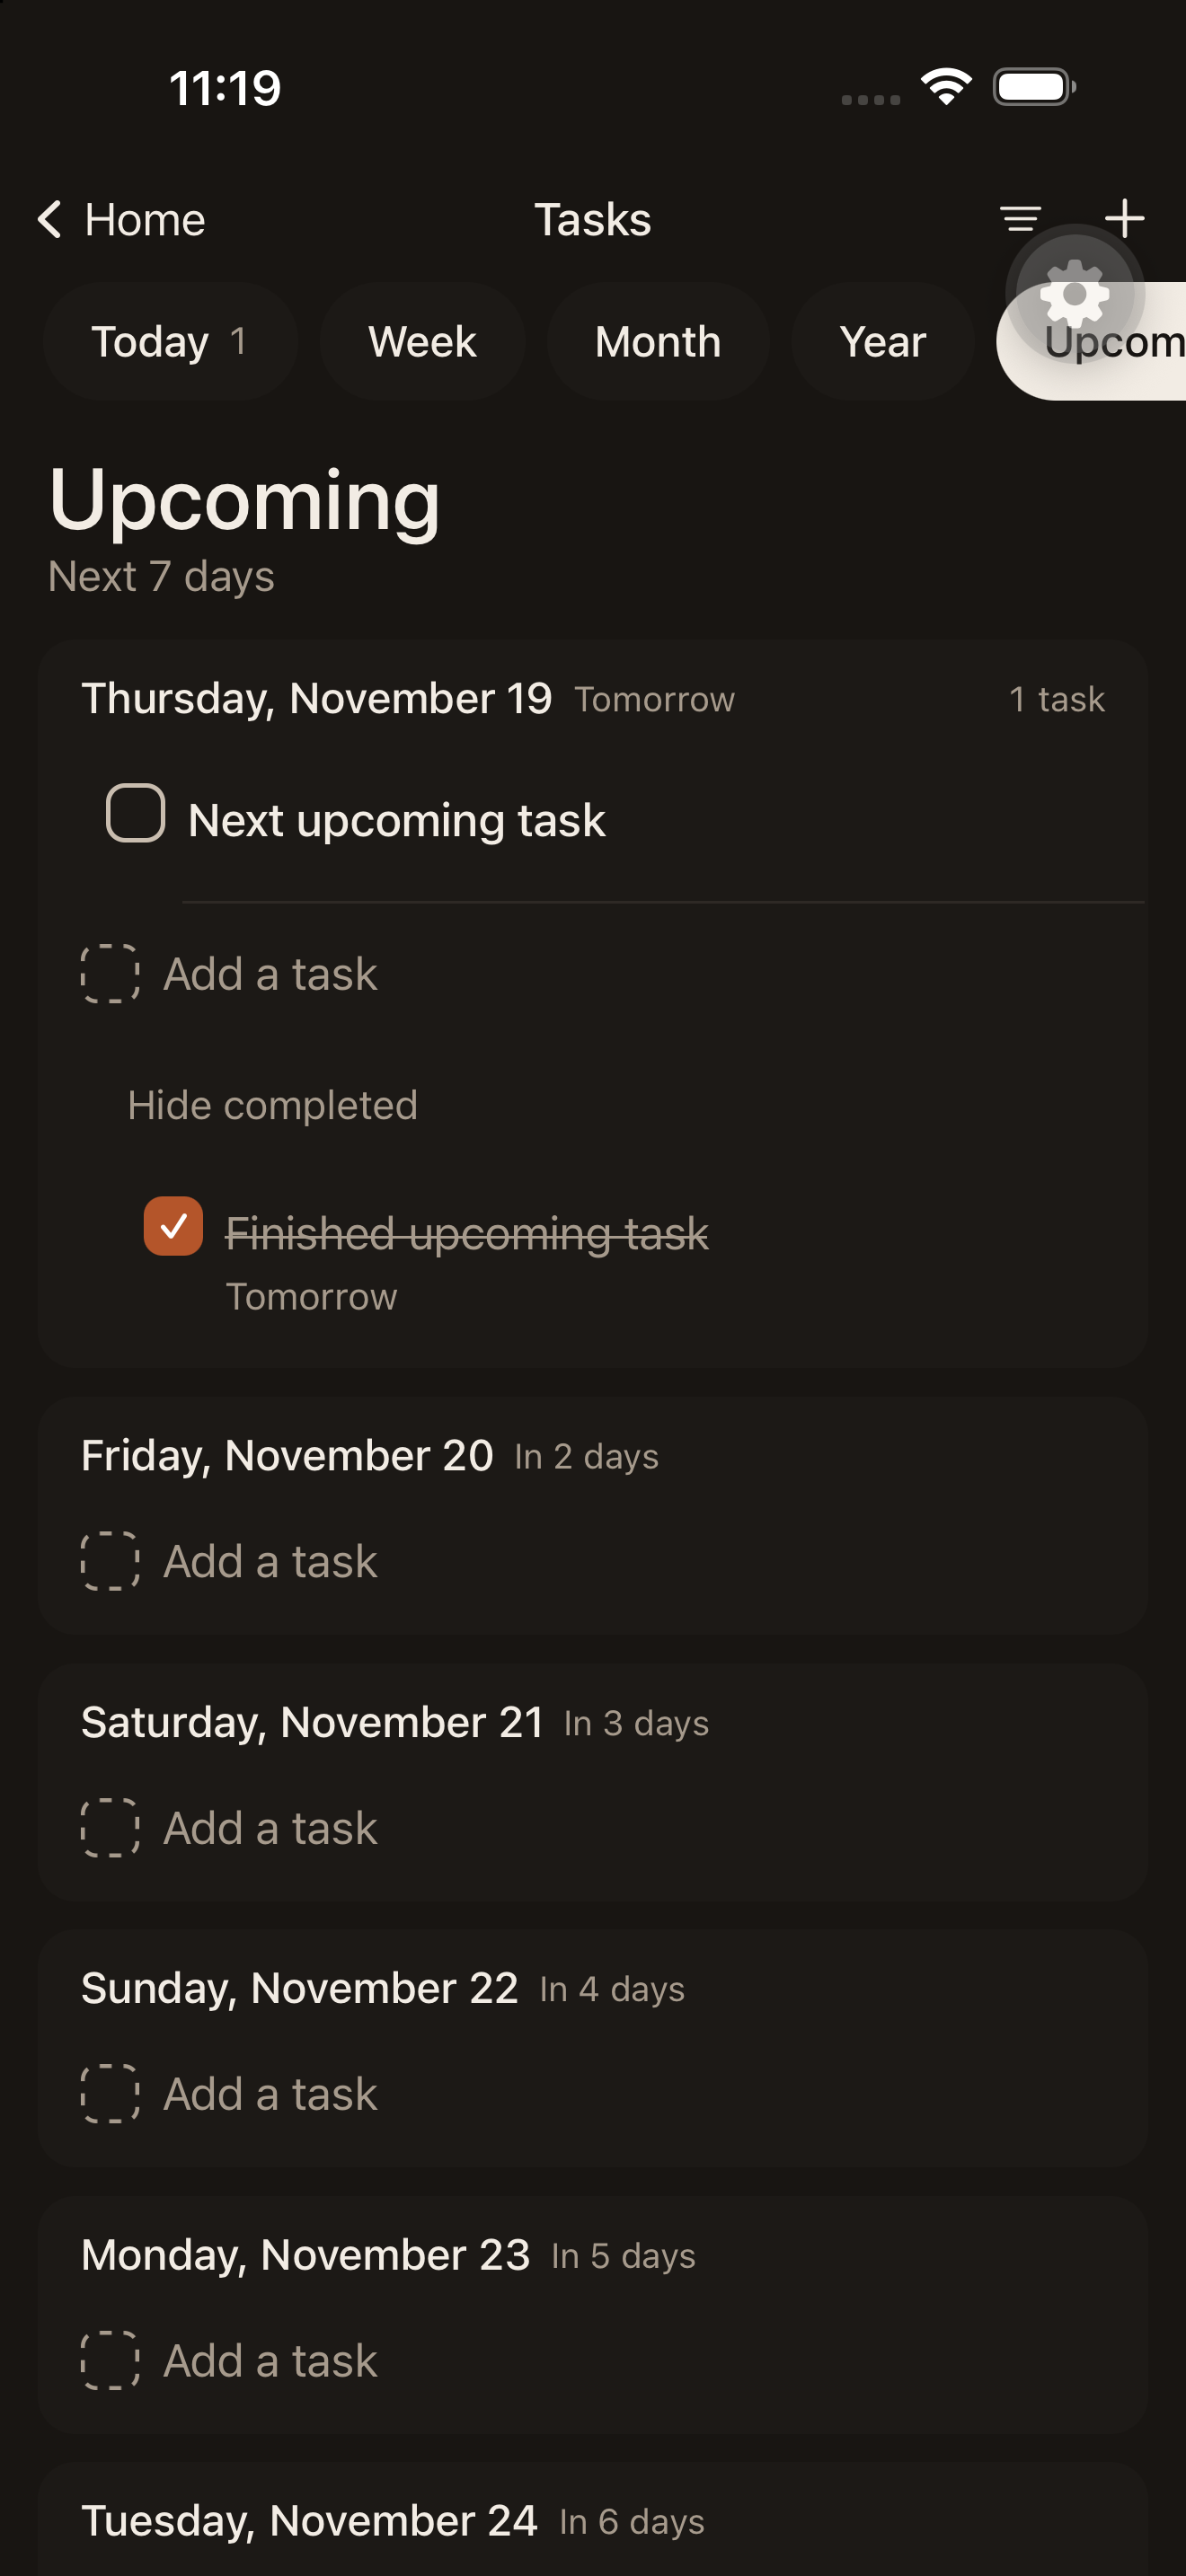 11:19
Home
Tasks
Today 1
Week
Month
Year
Upcom
Upcoming
Next 7 days
Thursday, November 19 Tomorrow 1 task
Next upcoming task
Add a task
Hide completed
Finished upcoming task
Tomorrow
Friday, November 20 In 2 days
Add a task
Saturday, November 21 In 3 days
Add a task
Sunday, November 22 In 4 days
Add a task
Monday, November 23 In 5 days
Add a task
Tuesday, November 24 In 6 days